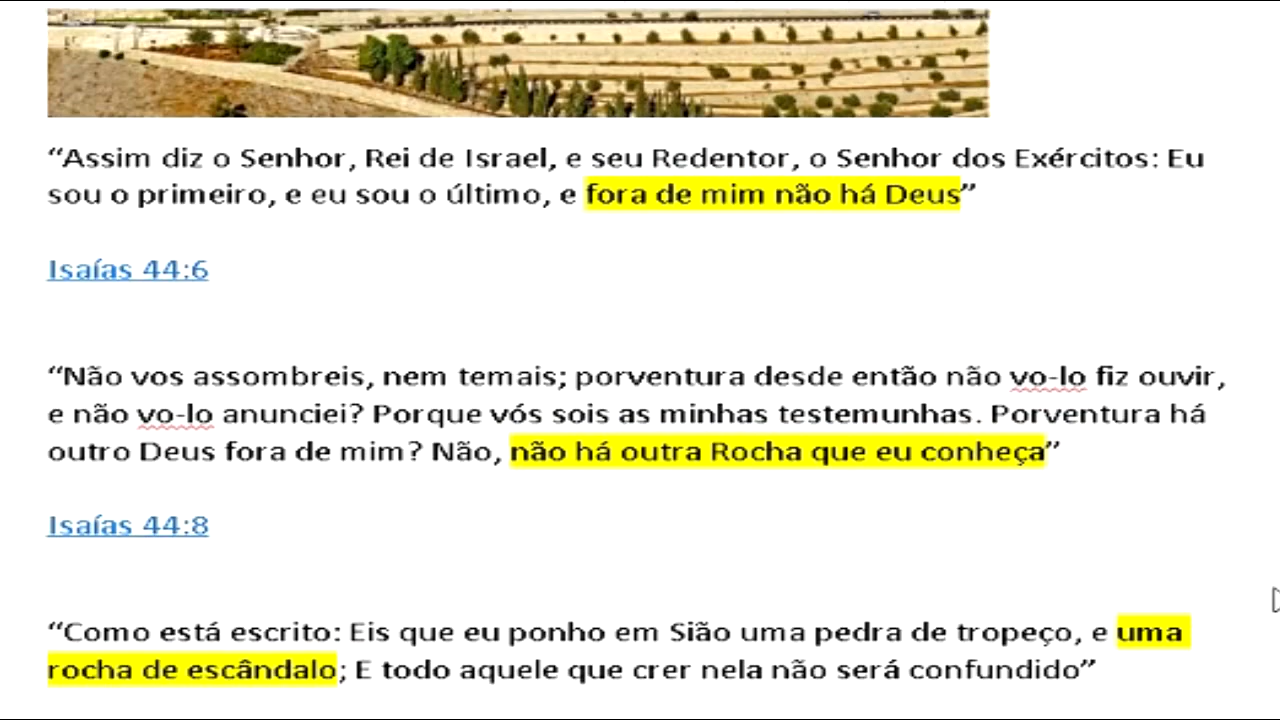 “Assim diz o Senhor, Rei de Israel, e seu Redentor, o Senhor dos Exércitos: Eu
sou o primeiro, e eu sou o último, e fora de mim não há Deus”
Isaías 44:6
“Não vos assombreis, nem temais; porventura desde então não vo-lo fiz ouvir,
e não vo-lo anunciei? Porque vós sois as minhas testemunhas. Porventura há
outro Deus fora de mim? Não, não há outra Rocha que eu conheça”
Isaías 44:8
“Como está escrito: Eis que eu ponho em Sião uma pedra de tropeço, e uma
rocha de escândalo; E todo aquele que crer nela não será confundido”